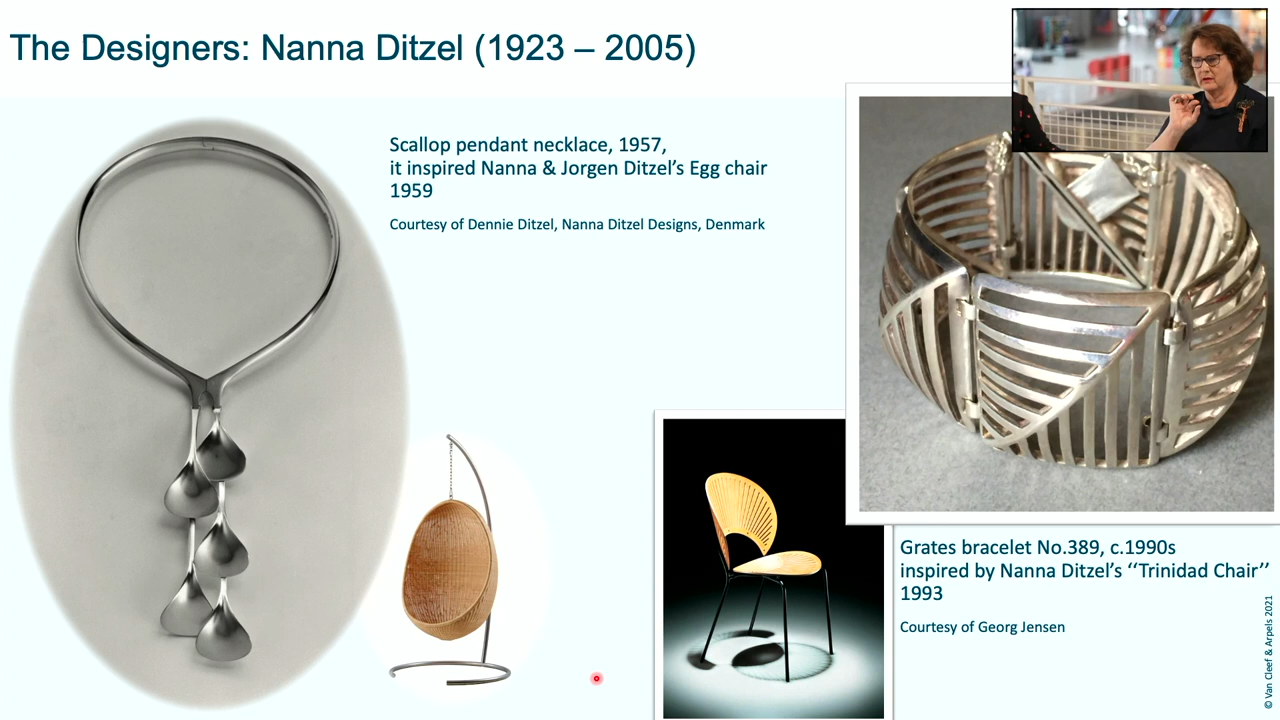 The Designers: Nanna Ditzel (1923 – 2005)
Scallop pendant necklace, 1957,
it inspired Nanna & Jorgen Ditzel’s Egg chair
1959
Courtesy of Dennie Ditzel, Nanna Ditzel Designs, Denmark
Grates bracelet No.389, c.1990s
inspired by Nanna Ditzel’s ‘‘Trinidad Chair’’
1993
Courtesy of Georg Jensen
© Van Cleef & Arpels 2021